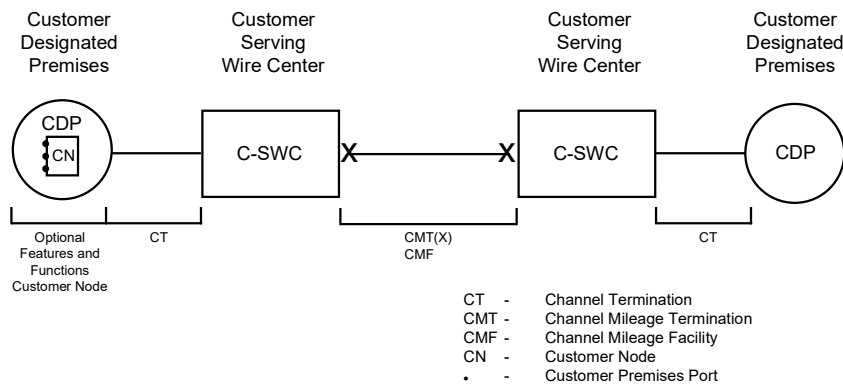 Customer
Designated
Premises
Customer
Serving
Wire Center
Customer
Serving
Wire Center
Customer
Designated
Premises
CDP
CN
C-SWC
X
X
C-SWC
CDP
Optional
Features and
Functions
Customer Node
CT
CMT(X)
CMF
CT
CT - Channel Termination
CMT - Channel Mileage Termination
CMF - Channel Mileage Facility
CN - Customer Node
• - Customer Premises Port